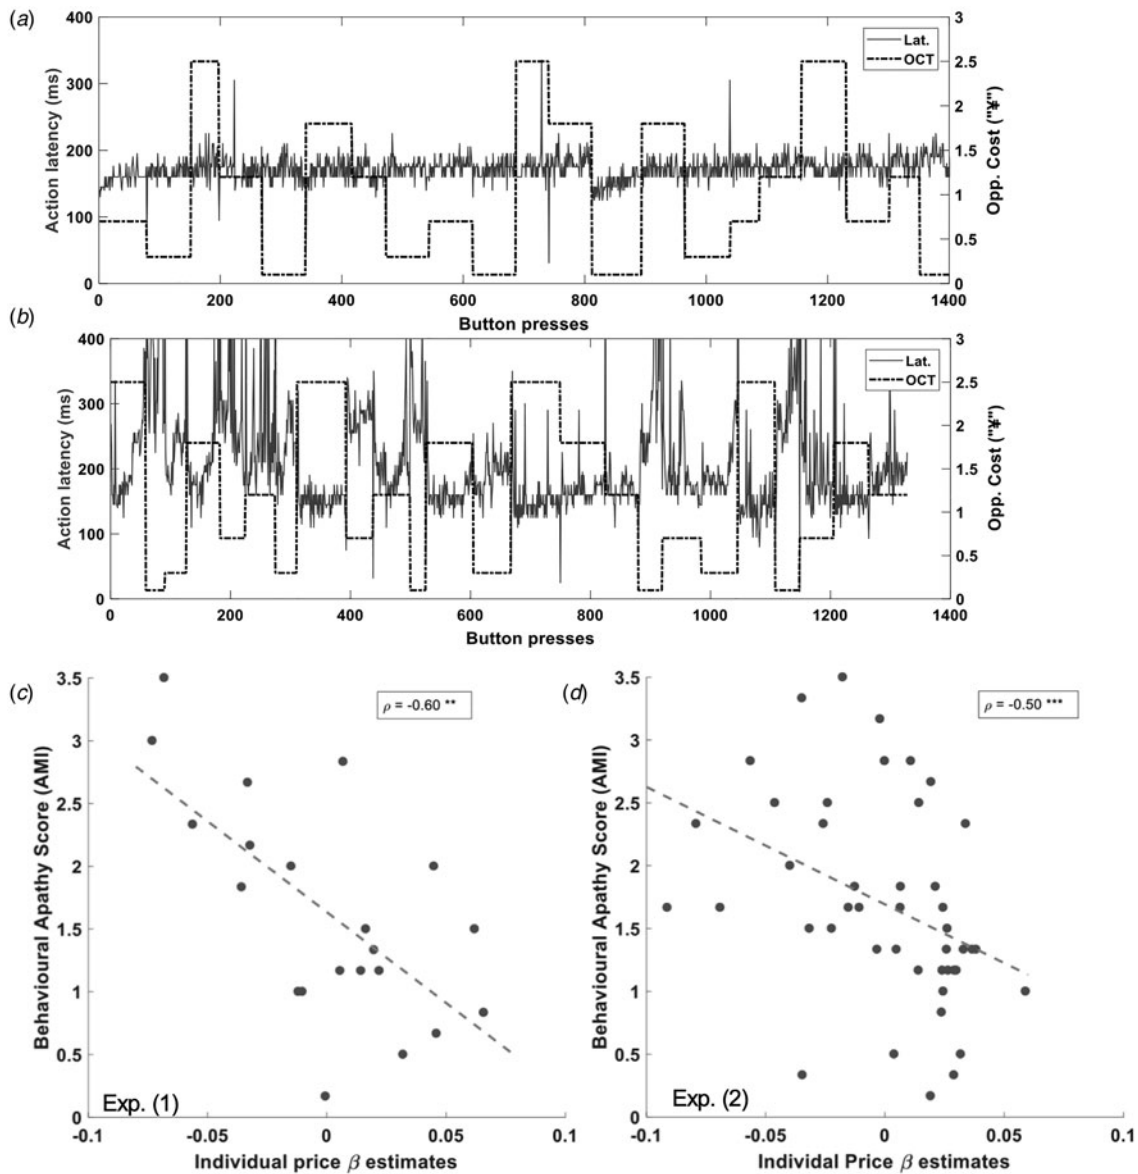 (a)
400
300
200
100
0
Action latency (ms)
Lat.
OCT
3
2.5
2
1.5
1
0.5
0
Opp. Cost
0 200 400 600 800 1000 1200 1400
Button presses
(b)
400
300
200
100
0
Action latency (ms)
Lat.
OCT
3
2.5
2
1.5
1
0.5
0
Opp. Cost
0 200 400 600 800 1000 1200 1400
Button presses
(c)
3.5
3
2.5
2
1.5
1
0.5
0
Behavioural Apathy Score (AMI)
ρ = -0.60 **
Exp. (1)
-0.1 -0.05 0 0.05 0.1
Individual price β estimates
(d)
3.5
3
2.5
2
1.5
1
0.5
0
Behavioural Apathy Score (AMI)
ρ = -0.50 ***
Exp. (2)
-0.1 -0.05 0 0.05 0.1
Individal Price β estimates